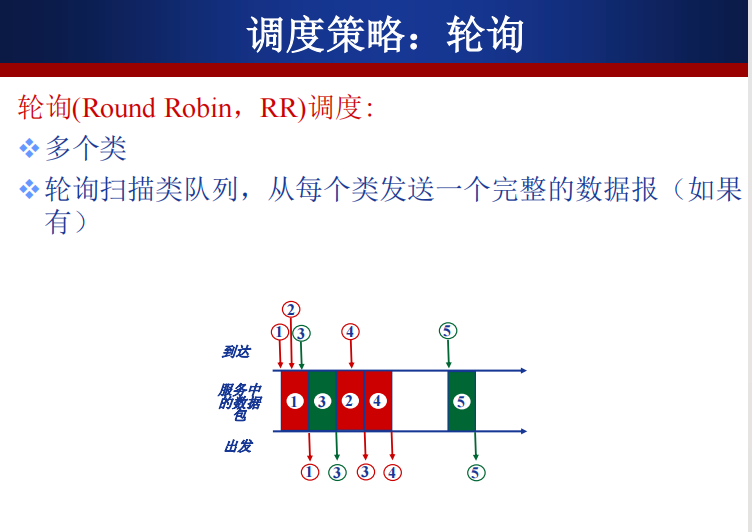 调度策略：轮询
轮询(Round Robin，RR)调度:
多个类
轮询扫描类队列，从每个类发送一个完整的数据报（如果
有）
②
① ③ ④ ⑤
到达
服务中
的数据
包
① ③ ② ④ ⑤
出发
① ③ ③ ④ ⑤